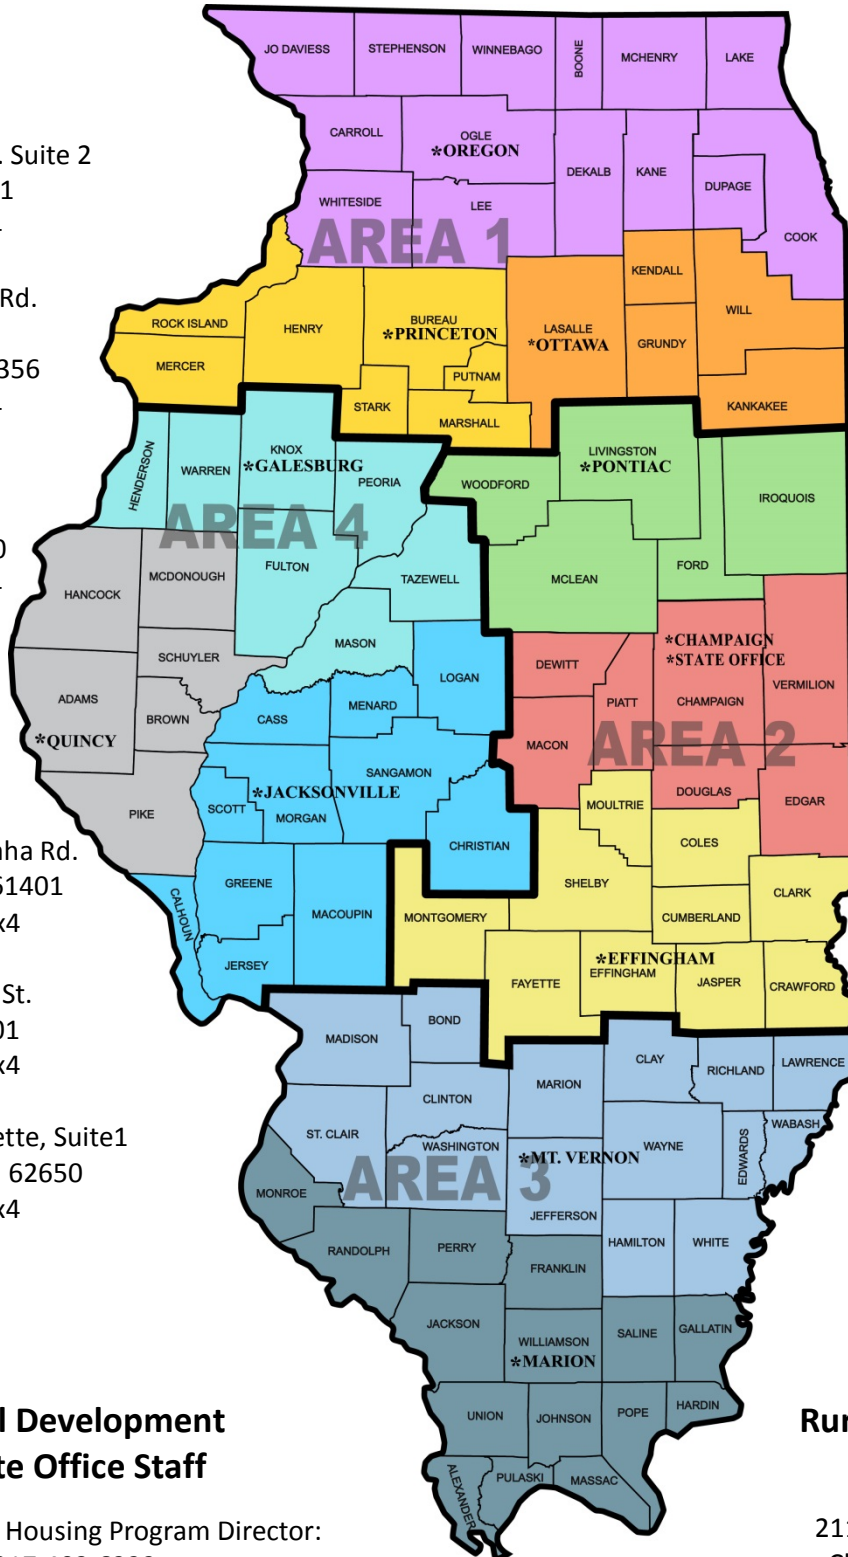 JO DAVIESS
STEPHENSON
WINNEBAGO
BOONE
MCHENRY
LAKE
CARROLL
OGLE
*OREGON
DEKALB
KANE
DUPAGE
COOK
WHITESIDE
LEE
AREA 1
. Suite 2
1
Rd.
356
ROCK ISLAND
HENRY
BUREAU
*PRINCETON
LASALLE
*OTTAWA
KENDALL
GRUNDY
WILL
MERCER
PUTNAM
STARK
MARSHALL
KANKAKEE
HENDERSON
WARREN
KNOX
*GALESBURG
PEORIA
WOODFORD
LIVINGSTON
*PONTIAC
IROQUOIS
AREA 4
0
HANCOCK
MCDONOUGH
FULTON
TAZEWELL
MCLEAN
FORD
SCHUYLER
MASON
*CHAMPAIGN
*STATE OFFICE
DEWITT
LOGAN
VERMILION
ADAMS
BROWN
CASS
MENARD
PIATT
CHAMPAIGN
*QUINCY
MACON
AREA 2
SANGAMON
*JACKSONVILLE
SCOTT
MORGAN
PIKE
DOUGLAS
EDGAR
MOULTRIE
CHRISTIAN
COLES
aha Rd.
61401
x4
GREENE
SHELBY
CLARK
CALHOUN
MACOUPIN
MONTGOMERY
CUMBERLAND
JERSEY
*EFFINGHAM
EFFINGHAM
FAYETTE
JASPER
CRAWFORD
St.
01
x4
BOND
MADISON
CLAY
RICHLAND
LAWRENCE
MARION
CLINTON
ette, Suite1
62650
x4
ST. CLAIR
WASHINGTON
WAYNE
EDWARDS
WABASH
*MT. VERNON
AREA 3
MONROE
JEFFERSON
RANDOLPH
PERRY
HAMILTON
WHITE
FRANKLIN
JACKSON
WILLIAMSON
*MARION
SALINE
GALLATIN
UNION
JOHNSON
POPE
HARDIN
ALEXANDER
PULASKI
MASSAC
l Development
te Office Staff
Housing Program Director:
Rur
211